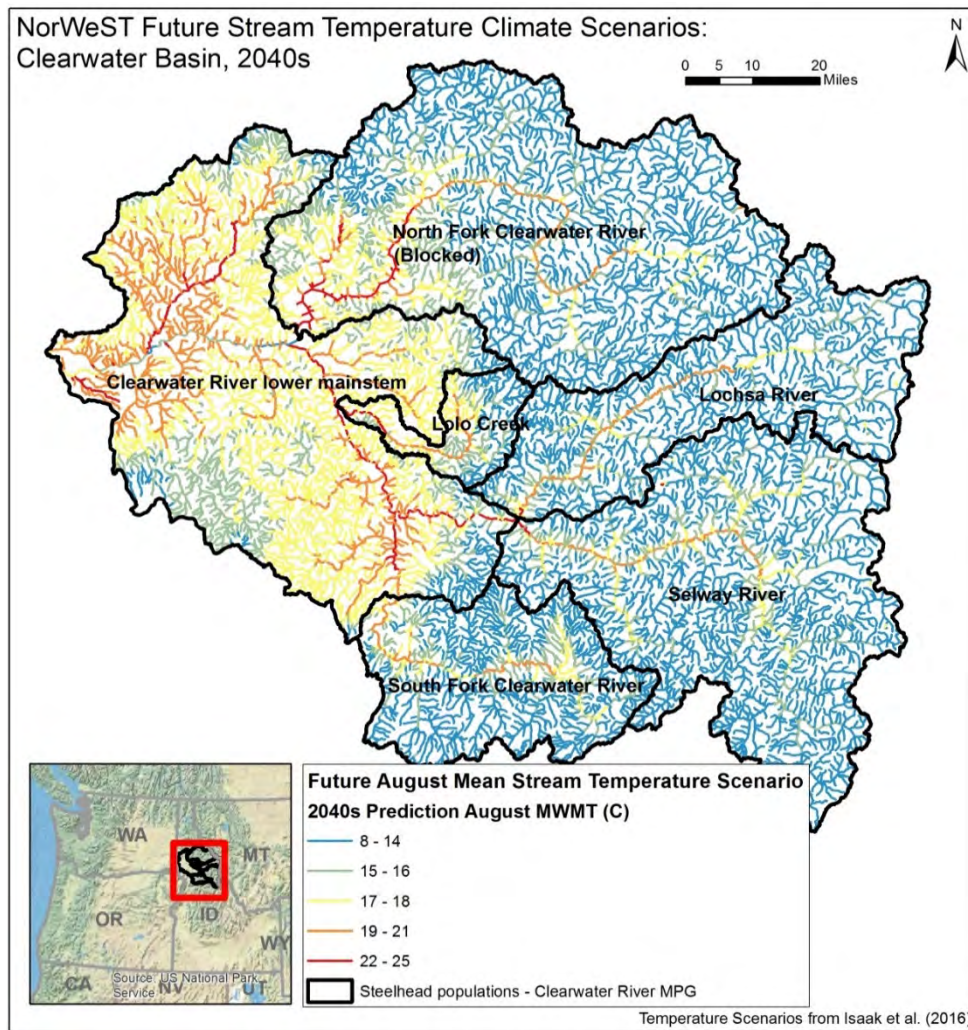 NorWeST Future Stream Temperature Climate Scenarios:
Clearwater Basin, 2040s
N
0 5 10 20
Miles
North Fork Clearwater River
(Blocked)
Clearwater River lower mainstem
Lolo Creek
Lochsa River
Selway River
South Fork Clearwater River
WA
MT
OR
ID
WY
CA
NV
UT
Source: US National Park
Service
Future August Mean Stream Temperature Scenario
2040s Prediction August MWMT (C)
8 - 14
15 - 16
17 - 18
19 - 21
22 - 25
Steelhead populations - Clearwater River MPG
Temperature Scenarios from Isaak et al. (2016)